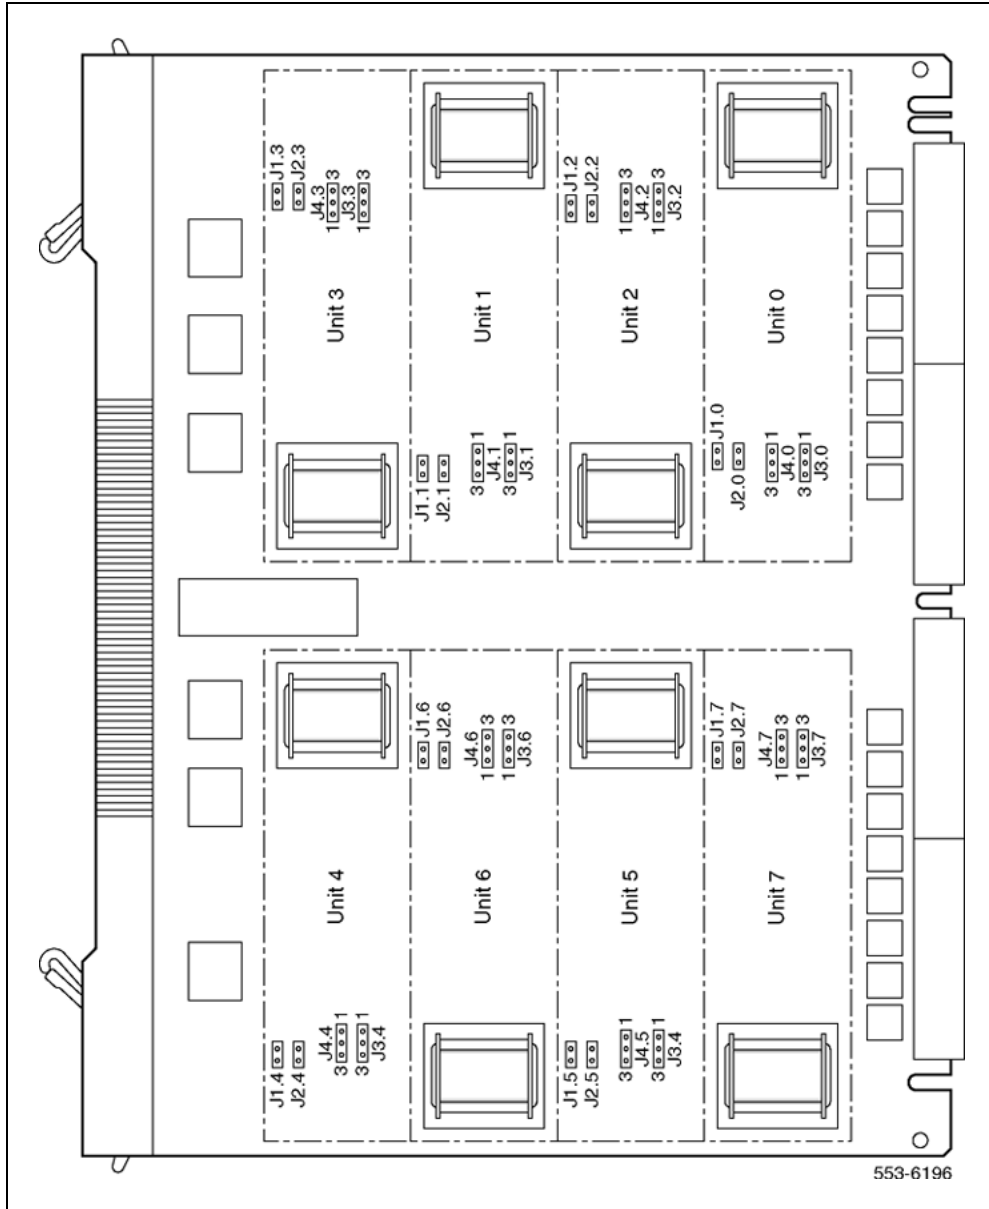 J1.3
J2.3
J4.3
1 3
J3.3
1 3
Unit 3
Unit 1
J1.1
J2.1
3 1
J4.1
3 1
J3.1
J1.2
J2.2
1 3
J4.2
1 3
J3.2
Unit 2
Unit 0
J1.0
J2.0
3 1
J4.0
3 1
J3.0
Unit 4
J1.4
J2.4
J4.4
3 1
3 1
J3.4
J1.6
J2.6
J4.6
1 3
1 3
J3.6
Unit 6
Unit 5
J1.5
J2.5
3 1
J4.5
3 1
J3.4
J1.7
J2.7
J4.7
1 3
1 3
J3.7
Unit 7
553-6196